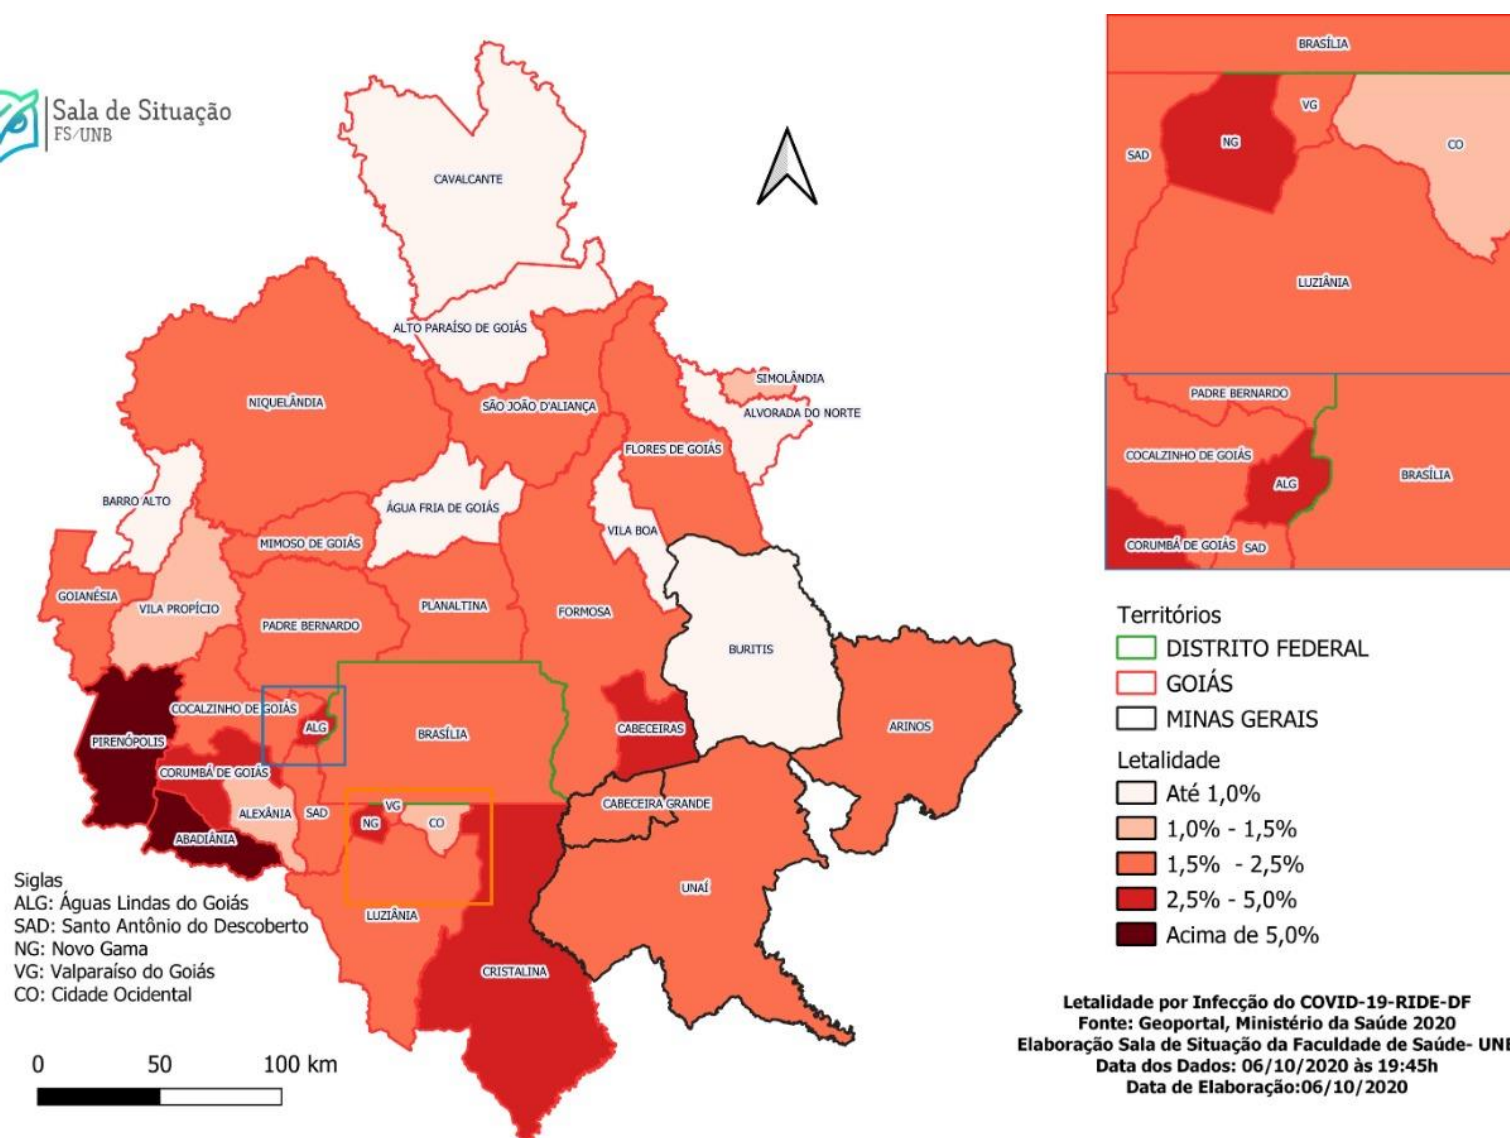 Sala de Situação
FS/UNB
CAVALCANTE
ALTO PARAÍSO DE GOIÁS
SIMOLÂNDIA
NIQUELÂNDIA
SÃO JOÃO D'ALIANÇA
ALVORADA DO NORTE
FLORES DE GOIÁS
BARRO ALTO
ÁGUA FRIA DE GOIÁS
VILA BOA
MIMOSO DE GOIÁS
GOIANÉSIA
VILA PROPÍCIO
PLANALTINA
FORMOSA
PADRE BERNARDO
BURITIS
COCALZINHO DE GOIÁS
ALG
CABECEIRAS
ARINOS
PIRENÓPOLIS
BRASÍLIA
CORUMBÁ DE GOIÁS
ALEXÂNIA
SAD
VG
CABECEIRA GRANDE
NG
CO
ABADIÂNIA
UNAÍ
LUZIÂNIA
CRISTALINA
Siglas
ALG: Águas Lindas do Goiás
SAD: Santo Antônio do Descoberto
NG: Novo Gama
VG: Valparaíso do Goiás
CO: Cidade Ocidental
0 50 100 km
BRASÍLIA
VG
NG
CO
SAD
LUZIÂNIA
PADRE BERNARDO
COCALZINHO DE GOIÁS
BRASÍLIA
ALG
CORUMBÁ DE GOIÁS
SAD
Territórios
DISTRITO FEDERAL
GOIÁS
MINAS GERAIS
Letalidade
Até 1,0%
1,0% - 1,5%
1,5% - 2,5%
2,5% - 5,0%
Acima de 5,0%
Letalidade por Infecção do COVID-19-RIDE-DF
Fonte: Geoportal, Ministério da Saúde 2020
Elaboração Sala de Situação da Faculdade de Saúde- UNB
Data dos Dados: 06/10/2020 às 19:45h
Data de Elaboração:06/10/2020